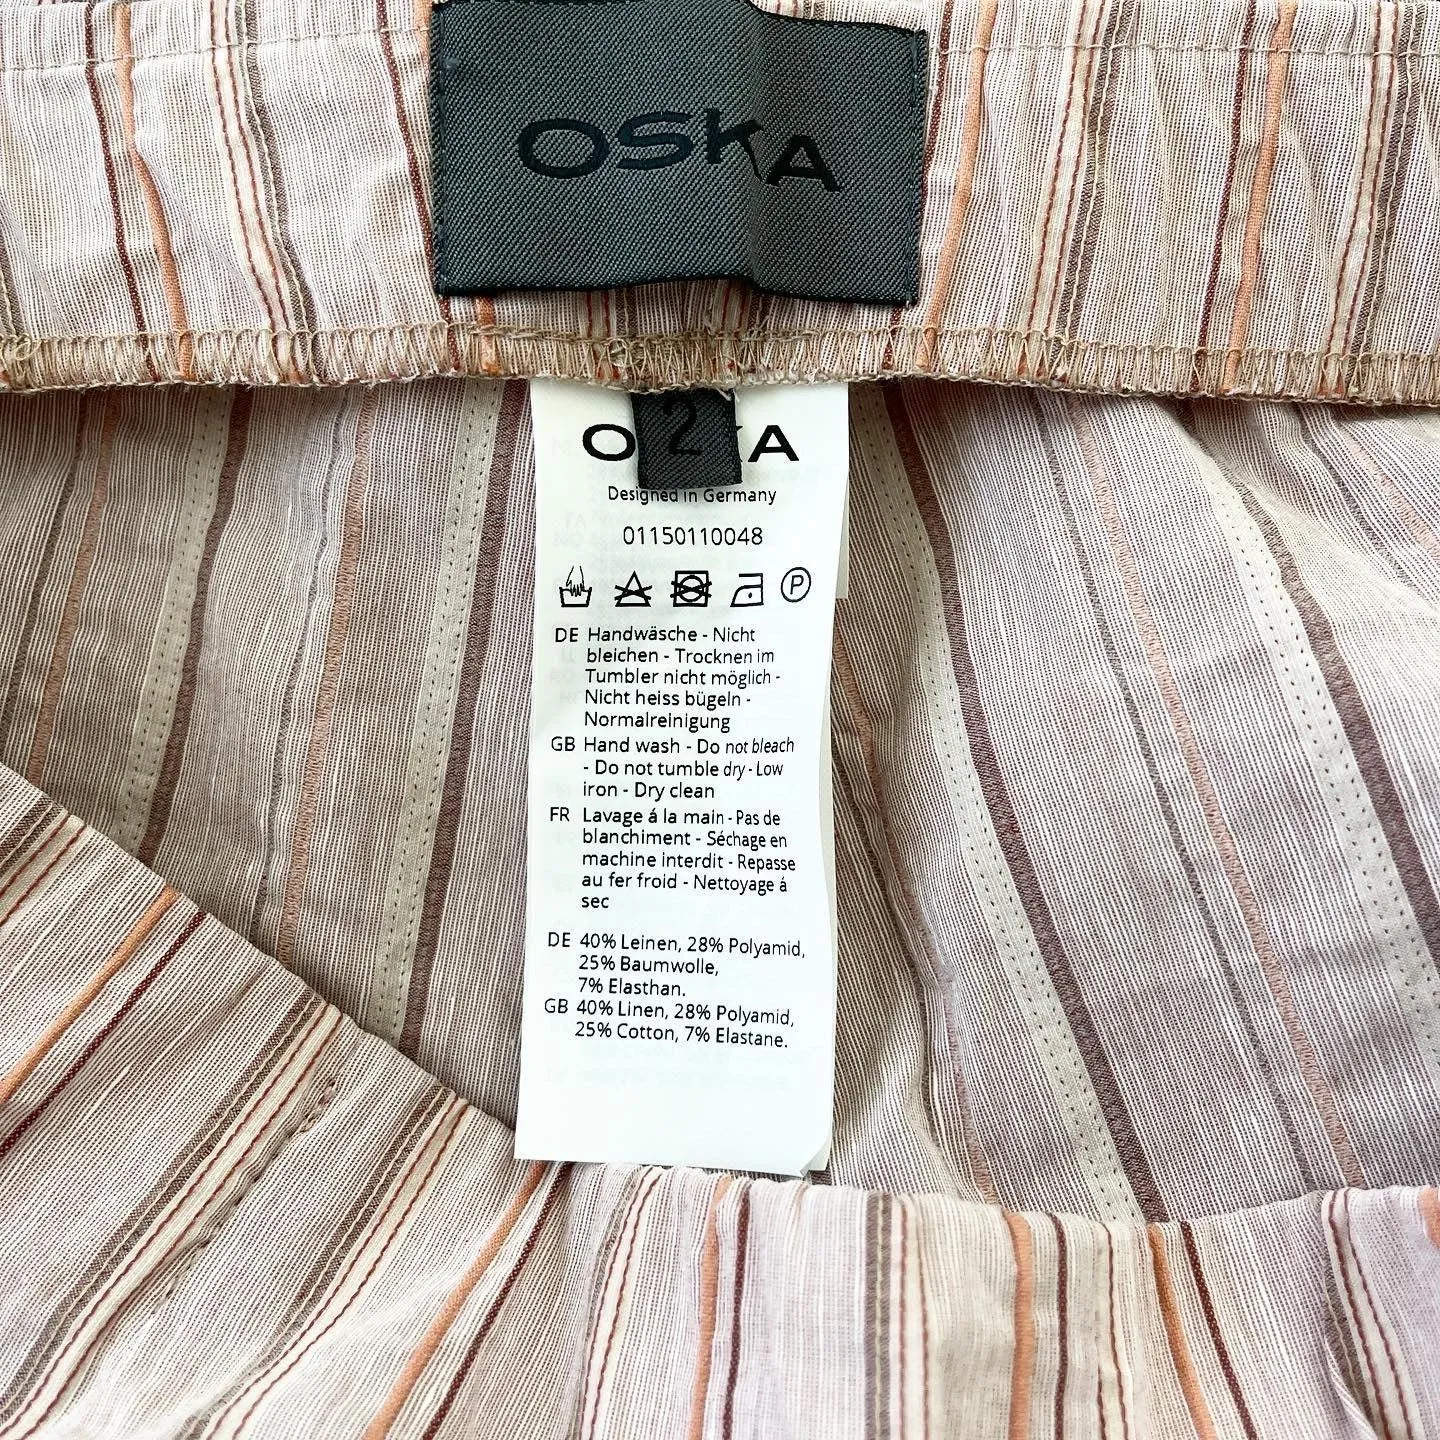 OSKA
2
O KA
Designed in Germany
01150110048
P
DE Handwäsche - Nicht
bleichen - Trocknen im
Tumbler nicht möglich -
Nicht heiss bügeln -
Normalreinigung
GB Hand wash - Do not bleach
- Do not tumble dry - Low
iron - Dry clean
FR Lavage á la main - Pas de
blanchiment - Séchage en
machine interdit - Repasse
au fer froid - Nettoyage á
sec
DE 40% Leinen, 28% Polyamid,
25% Baumwolle,
7% Elasthan.
GB 40% Linen, 28% Polyamid,
25% Cotton, 7% Elastane.